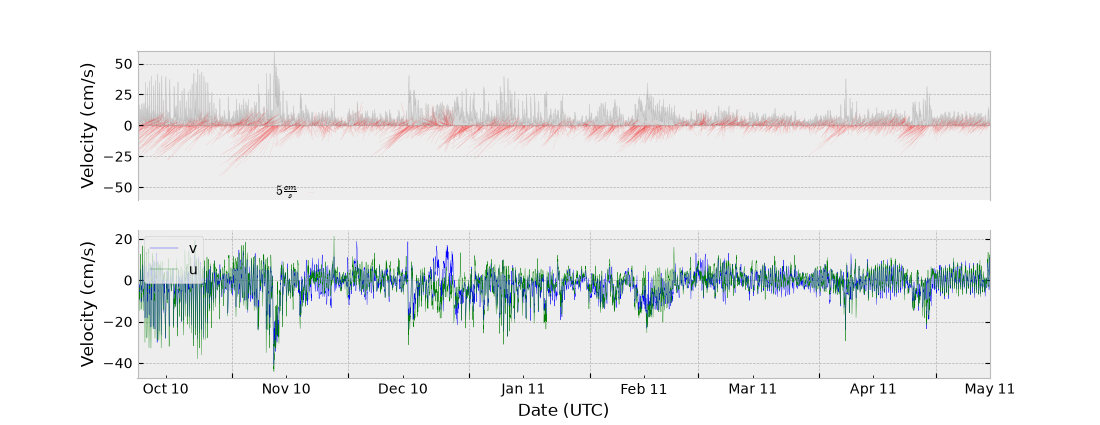 Velocity (cm/s)
50
25
0
−25
−50
5 cm/s
Velocity (cm/s)
20
0
−20
−40
v
u
Oct 10 Nov 10 Dec 10 Jan 11 Feb 11 Mar 11 Apr 11 May 11
Date (UTC)